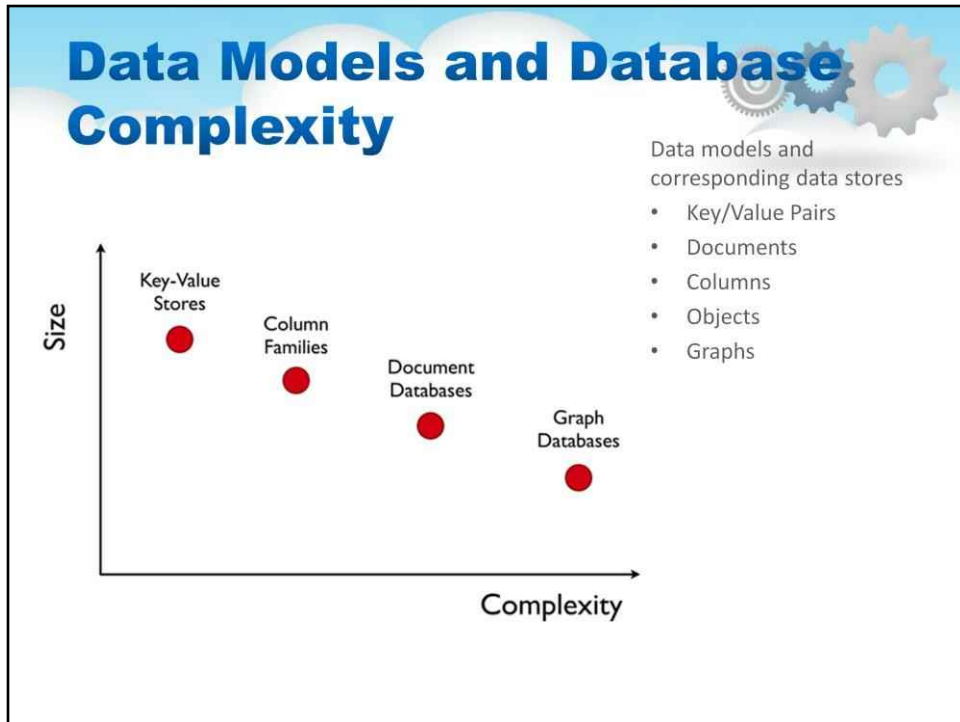 Data Models and Database
Complexity
Data models and
corresponding data stores
• Key/Value Pairs
• Documents
• Columns
• Objects
• Graphs
Size
Key-Value
Stores
Column
Families
Document
Databases
Graph
Databases
Complexity